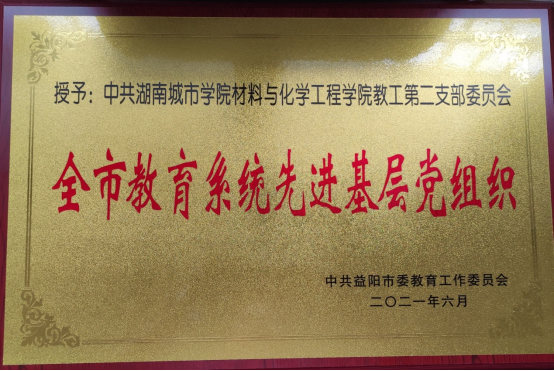 授予：中共湖南城市学院材料与化学工程学院教工第二支部委员会
全市教育系统先进基层党组织
中共益阳市委教育工作委员会
二〇二一年六月